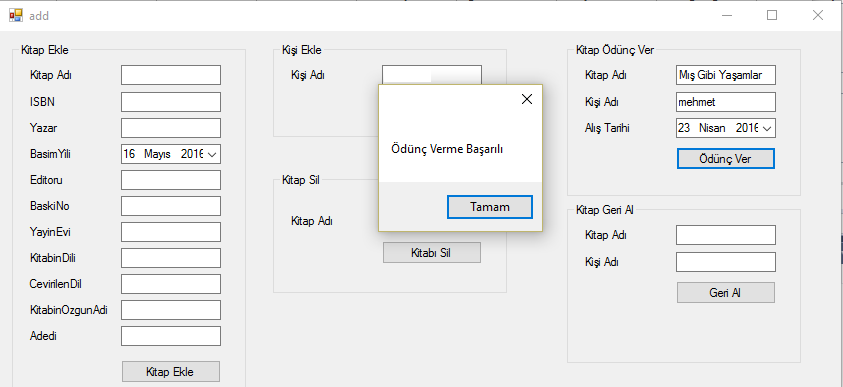 add
Kitap Ekle
Kitap Adı
ISBN
Yazar
BasimYili
16 Mayıs 2016
Editoru
BaskiNo
YayinEvi
KitabinDili
CevirilenDil
KitabinOzgunAdi
Adedi
Kitap Ekle
Kişi Ekle
Kişi Adı
Kitap Sil
Kitap Adı
Kitabı Sil
Ödünç Verme Başarılı
Tamam
Kitap Ödünç Ver
Kitap Adı
Mış Gibi Yaşamlar
Kişi Adı
mehmet
Alış Tarihi
23 Nisan 2016
Ödünç Ver
Kitap Geri Al
Kitap Adı
Kişi Adı
Geri Al